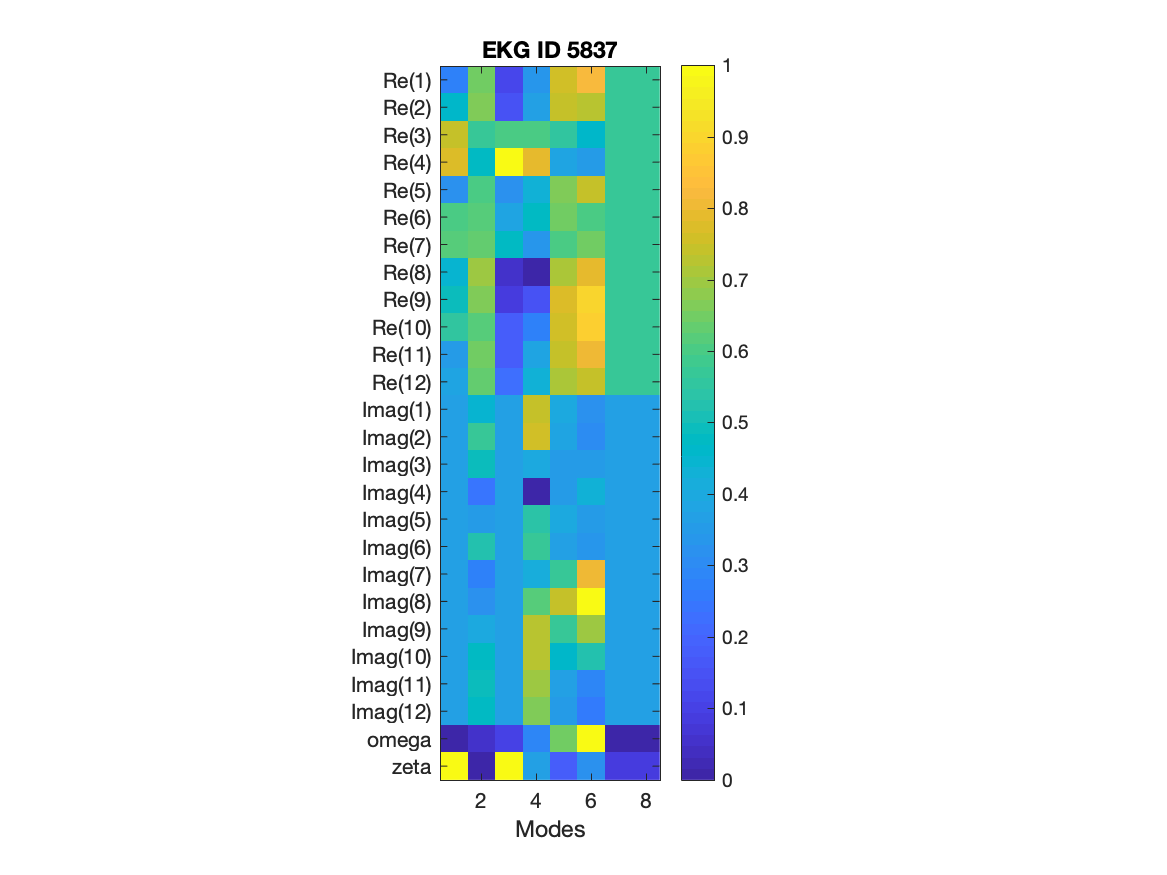 EKG ID 5837
Re(1)
Re(2)
Re(3)
Re(4)
Re(5)
Re(6)
Re(7)
Re(8)
Re(9)
Re(10)
Re(11)
Re(12)
Imag(1)
Imag(2)
Imag(3)
Imag(4)
Imag(5)
Imag(6)
Imag(7)
Imag(8)
Imag(9)
Imag(10)
Imag(11)
Imag(12)
omega
zeta
2 4 6 8
Modes
1
0.9
0.8
0.7
0.6
0.5
0.4
0.3
0.2
0.1
0